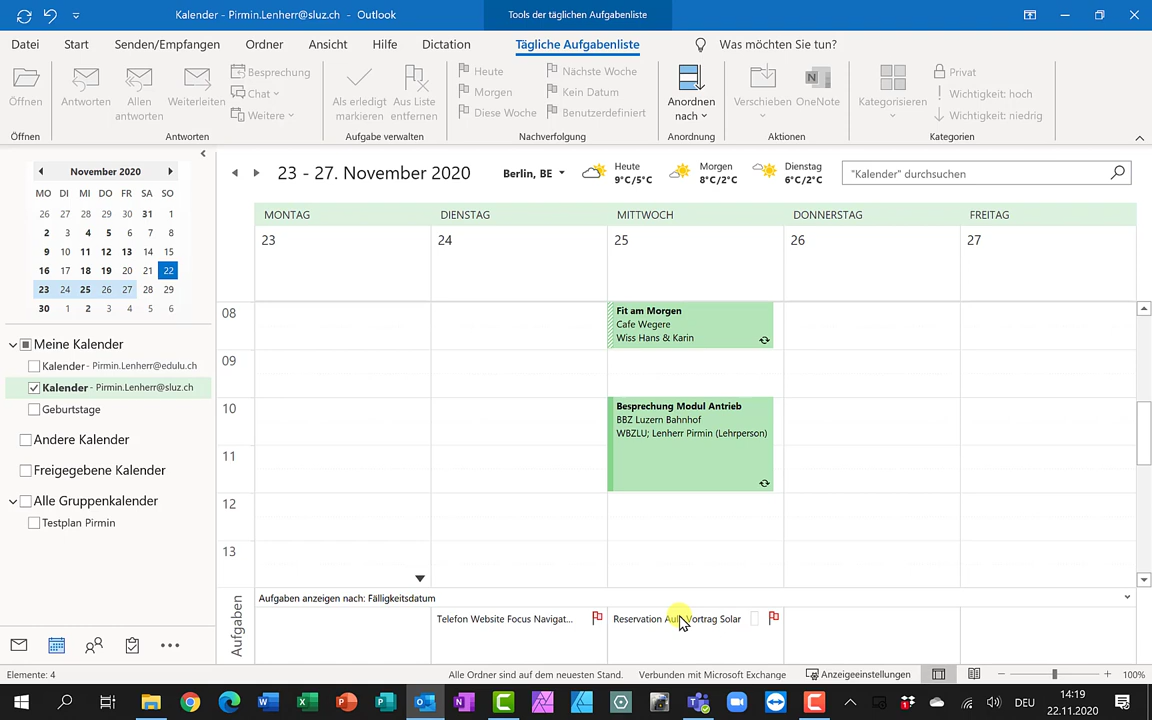 Kalender - Pirmin.Lenherr@sluz.ch - Outlook
Tools der täglichen Aufgabenliste
Datei Start Senden/Empfangen Ordner Ansicht Hilfe Dictation Tägliche Aufgabenliste Was möchten Sie tun?
Öffnen
Antworten
Allen antworten
Weiterleiten
Besprechung
Chat
Weitere
Als erledigt markieren
Aus Liste entfernen
Heute
Morgen
Diese Woche
Nächste Woche
Kein Datum
Benutzerdefiniert
Anordnen nach
Verschieben
OneNote
Kategorisieren
Privat
Wichtigkeit: hoch
Wichtigkeit: niedrig
Öffnen Antworten Aufgabe verwalten Nachverfolgung Anordnung Aktionen Kategorien
November 2020
MO DI MI DO FR SA SO
26 27 28 29 30 31 1
2 3 4 5 6 7 8
9 10 11 12 13 14 15
16 17 18 19 20 21 22
23 24 25 26 27 28 29
30 1 2 3 4 5 6
Meine Kalender
Kalender - Pirmin.Lenherr@edulu.ch
Kalender - Pirmin.Lenherr@sluz.ch
Geburtstage
Andere Kalender
Freigegebene Kalender
Alle Gruppenkalender
Testplan Pirmin
23 - 27. November 2020
Berlin, BE
Heute
9°C/5°C
Morgen
8°C/2°C
Dienstag
6°C/2°C
"Kalender" durchsuchen
MONTAG DIENSTAG MITTWOCH DONNERSTAG FREITAG
23 24 25 26 27
08
Fit am Morgen
Cafe Wegere
Wiss Hans & Karin
09
10
Besprechung Modul Antrieb
BBZ Luzern Bahnhof
WBZLU; Lenherr Pirmin (Lehrperson)
11
12
13
Aufgaben
Aufgaben anzeigen nach: Fälligkeitsdatum
Telefon Website Focus Navigat...
Reservation Vortrag Solar
Elemente: 4
Alle Ordner sind auf dem neuesten Stand.
Verbunden mit Microsoft Exchange
Anzeigeeinstellungen
100%
DEU
14:19
22.11.2020